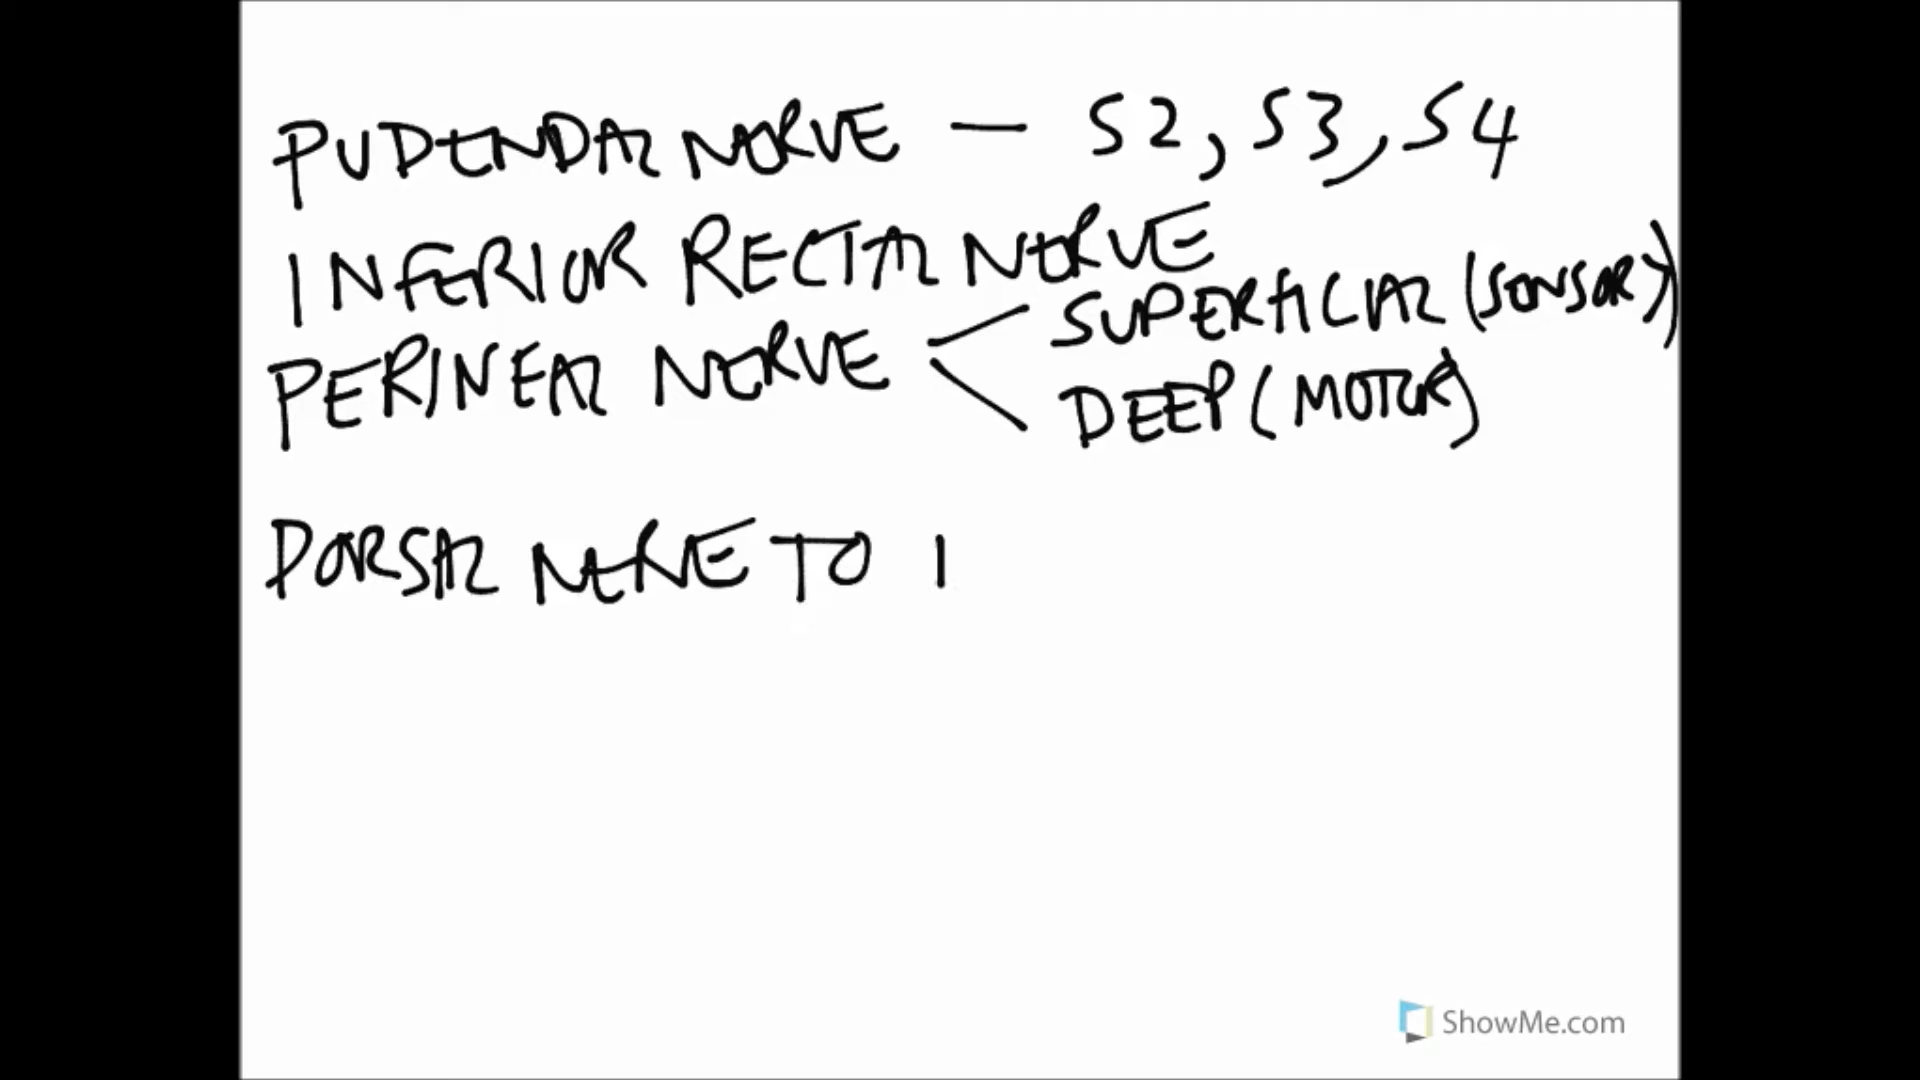 PUDENDAL NERVE — S2, S3, S4
INFERIOR RECTAL NERVE
PERINEAL NERVE < SUPERFICIAL (SENSORY)
DEEP (MOTOR)
DORSAL NERVE TO I
ShowMe.com